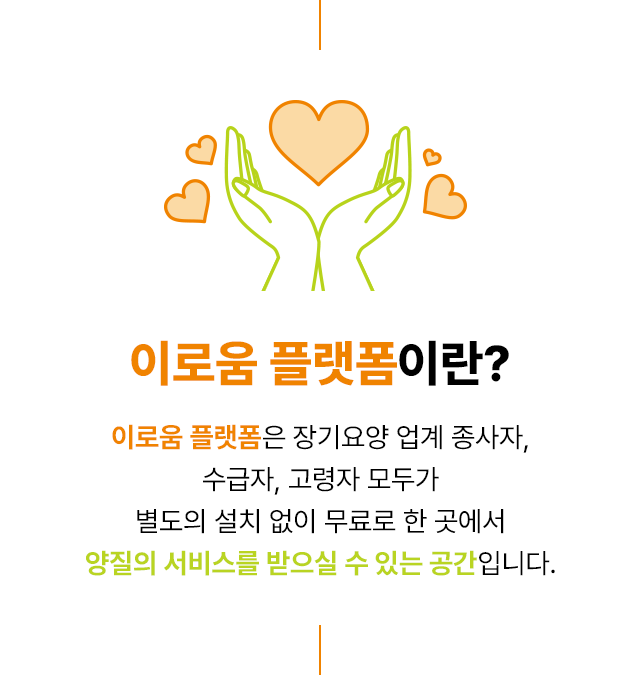 이로움 플랫폼이란?
이로움 플랫폼은 장기요양 업계 종사자,
수급자, 고령자 모두가
별도의 설치 없이 무료로 한 곳에서
양질의 서비스를 받으실 수 있는 공간입니다.